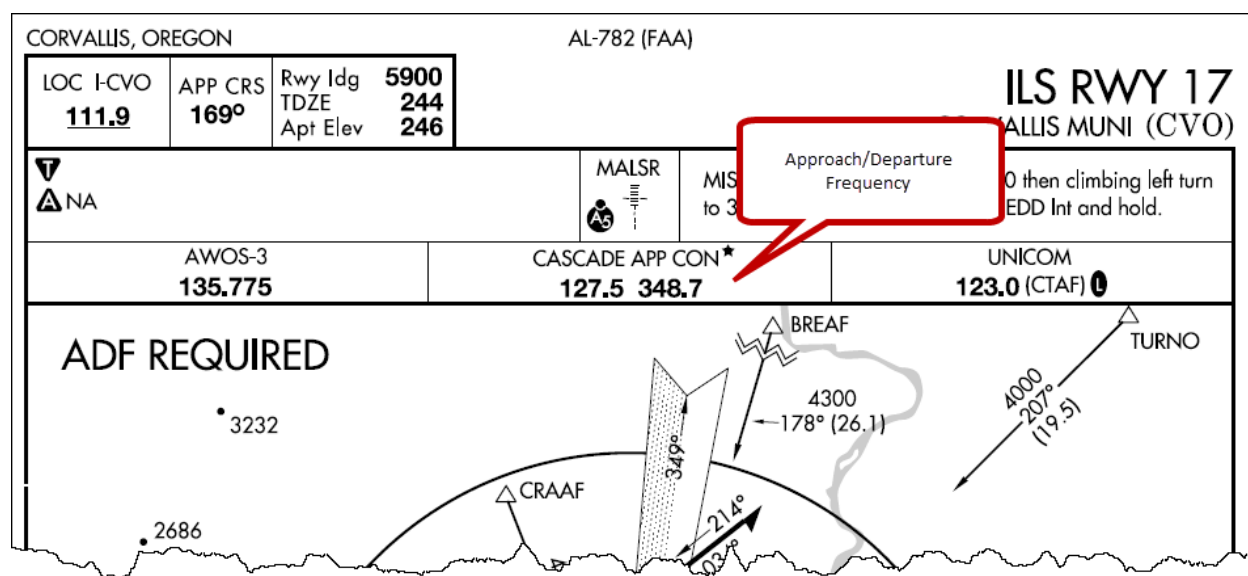 CORVALLIS, OREGON
AL-782 (FAA)
LOC I-CVO
111.9
APP CRS
169°
Rwy ldg 5900
TDZE 244
Apt Elev 246
ILS RWY 17
ALLIS MUNI (CVO)
T
A NA
MALSR
A5
MIS
to 3
0 then climbing left turn
EDD Int and hold.
Approach/Departure
Frequency
AWOS-3
135.775
CASCADE APP CON★
127.5 348.7
UNICOM
123.0 (CTAF) L
ADF REQUIRED
BREAF
TURNO
3232
4300
178° (26.1)
4000
207°
(19.5)
349°
CRAAF
214°
2686